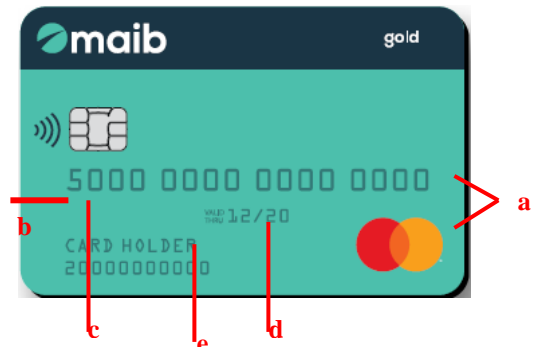 maib
gold
5000 0000 0000 0000
a
VALID THRU 12/20
b
CARD HOLDER
20000000000
c
e
d